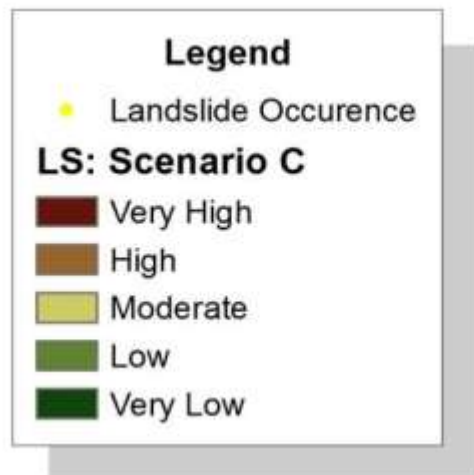 Legend
Landslide Occurence
LS: Scenario C
Very High
High
Moderate
Low
Very Low